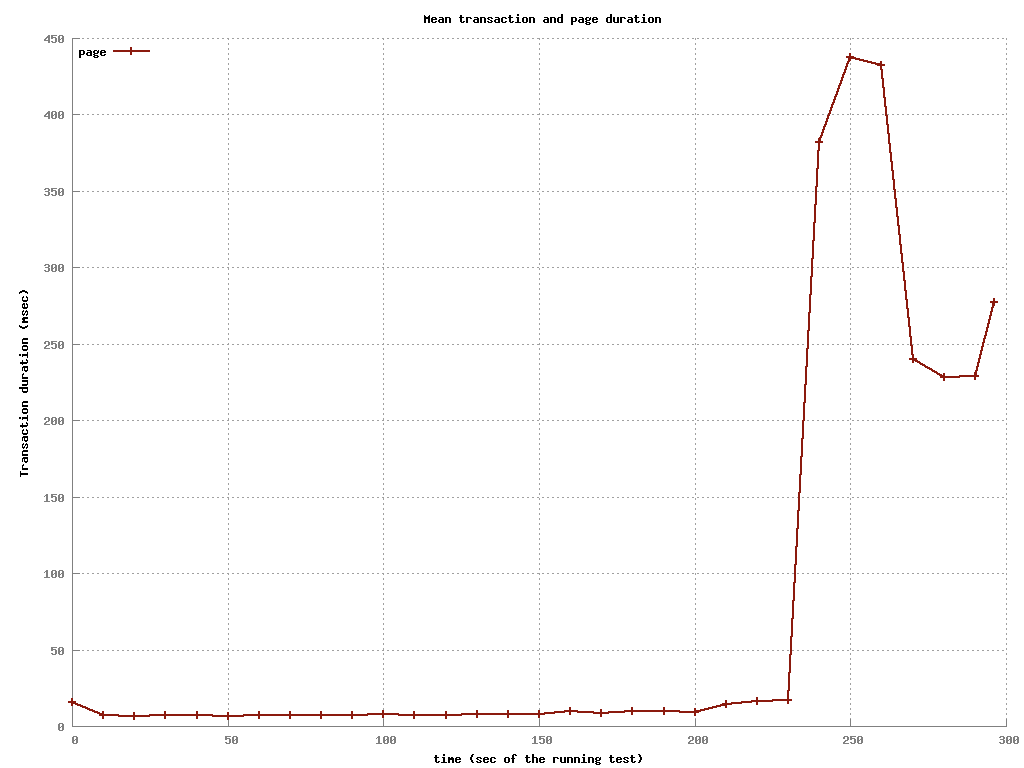 Mean transaction and page duration
page
450
400
350
300
250
200
150
100
50
0
Transaction duration (msec)
0 50 100 150 200 250 300
time (sec of the running test)